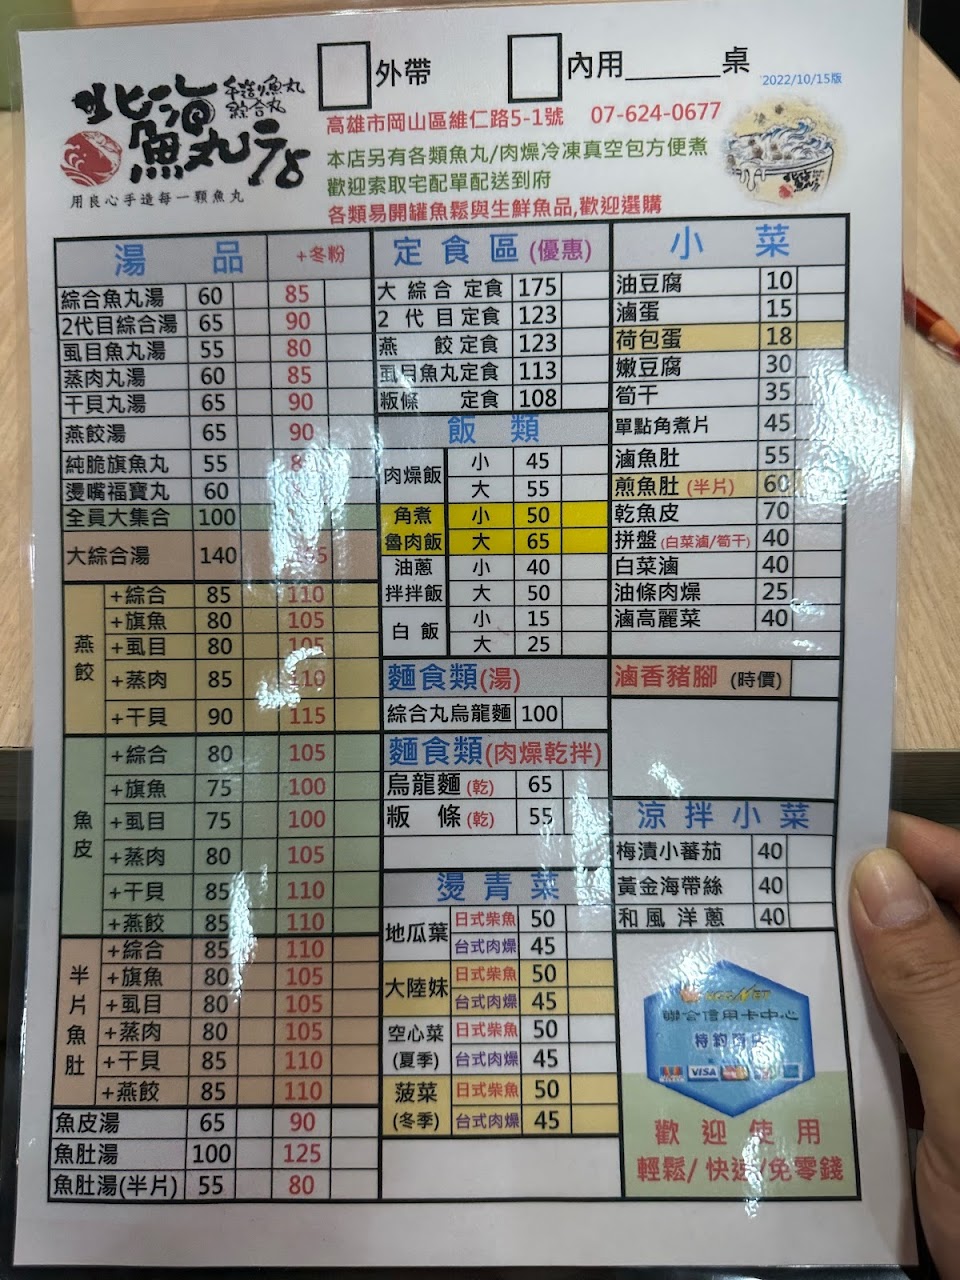 北海魚丸店
手造魚丸
綜合丸
用良心手造每一顆魚丸
外帶
內用______桌
2022/10/15版
高雄市岡山區維仁路5-1號 07-624-0677
本店另有各類魚丸/肉燥冷凍真空包方便煮
歡迎索取宅配單配送到府
各類易開罐魚鬆與生鮮魚品,歡迎選購
湯品 +冬粉
綜合魚丸湯 60 85
2代目綜合湯 65 90
虱目魚丸湯 55 80
蒸肉丸湯 60 85
干貝丸湯 65 90
燕餃湯 65 90
純脆旗魚丸 55
燙嘴福寶丸 60
全員大集合 100
大綜合湯 140
燕餃
+綜合 85 110
+旗魚 80 105
+虱目 80 105
+蒸肉 85 110
+干貝 90 115
魚皮
+綜合 80 105
+旗魚 75 100
+虱目 75 100
+蒸肉 80 105
+干貝 85 110
+燕餃 85 110
半片魚肚
+綜合 85 110
+旗魚 80 105
+虱目 80 105
+蒸肉 80 105
+干貝 85 110
+燕餃 85 110
魚皮湯 65 90
魚肚湯 100 125
魚肚湯(半片) 55 80
定食區(優惠)
大綜合定食 175
2代目定食 123
燕餃定食 123
虱目魚丸定食 113
粄條定食 108
飯類
肉燥飯 小 45
大 55
角煮魯肉飯 小 50
大 65
油蔥拌拌飯 小 40
大 50
白飯 小 15
大 25
麵食類(湯)
綜合丸烏龍麵 100
麵食類(肉燥乾拌)
烏龍麵(乾) 65
粄條(乾) 55
燙青菜
地瓜葉 日式柴魚 50
台式肉燥 45
大陸妹 日式柴魚 50
台式肉燥 45
空心菜(夏季) 日式柴魚 50
台式肉燥 45
菠菜(冬季) 日式柴魚 50
台式肉燥 45
小菜
油豆腐 10
滷蛋 15
荷包蛋 18
嫩豆腐 30
筍干 35
單點角煮片 45
滷魚肚 55
煎魚肚(半片) 60
乾魚皮 70
拼盤(白菜滷/筍干) 40
白菜滷 40
油條肉燥 25
滷高麗菜 40
滷香豬腳 (時價)
涼拌小菜
梅漬小蕃茄 40
黃金海帶絲 40
和風洋蔥 40
聯合信用卡中心
特約商店
VISA
歡迎使用
輕鬆/快速/免零錢